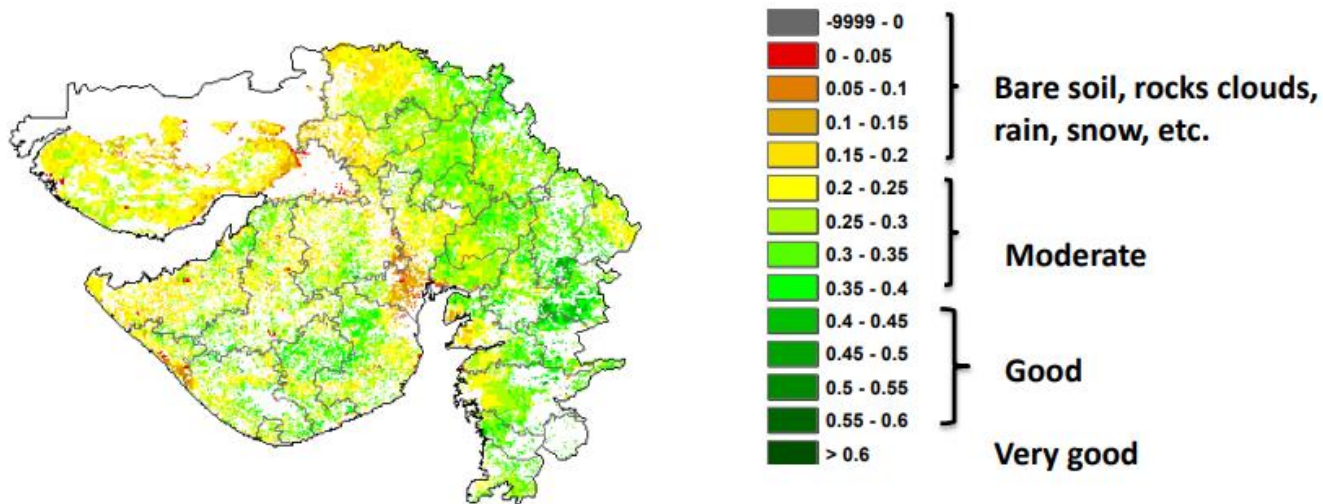 -9999 - 0
0 - 0.05
0.05 - 0.1
0.1 - 0.15
0.15 - 0.2
0.2 - 0.25
0.25 - 0.3
0.3 - 0.35
0.35 - 0.4
0.4 - 0.45
0.45 - 0.5
0.5 - 0.55
0.55 - 0.6
> 0.6
Bare soil, rocks clouds,
rain, snow, etc.
Moderate
Good
Very good